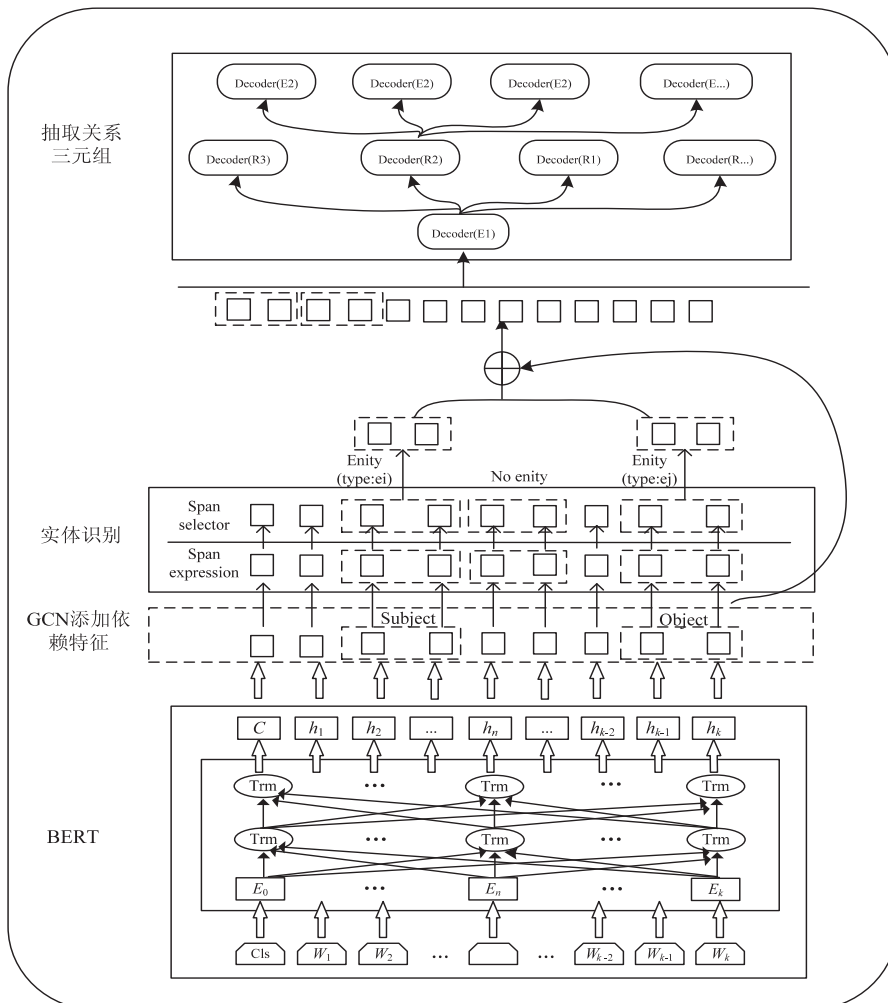 Decoder(E2) Decoder(E2) Decoder(E2) Decoder(E...)
抽取关系
三元组
Decoder(R3) Decoder(R2) Decoder(R1) Decoder(R...)
Decoder(E1)
Enity
(type:ei)
No enity
Enity
(type:ej)
实体识别
Span
selector
Span
expression
GCN添加依
赖特征
Subject Object
C h1 h2 ... hn ... hk-2 hk-1 hk
Trm ... Trm ... Trm
BERT
Trm ... Trm ... Trm
E0 ... En ... Ek
Cls W1 W2 ... ... Wk-2 Wk-1 Wk